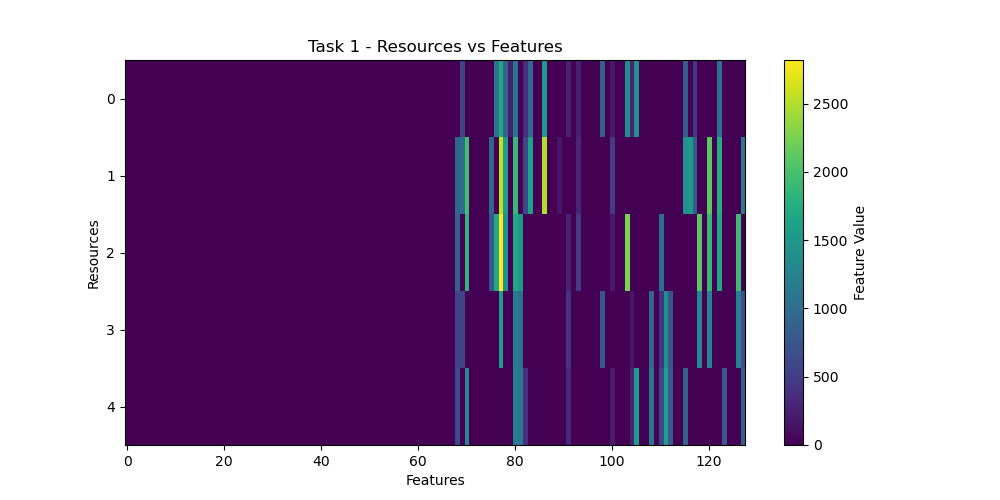 Task 1 - Resources vs Features
Resources
0
1
2
3
4
0 20 40 60 80 100 120
Features
2500
2000
1500
1000
500
0
Feature Value